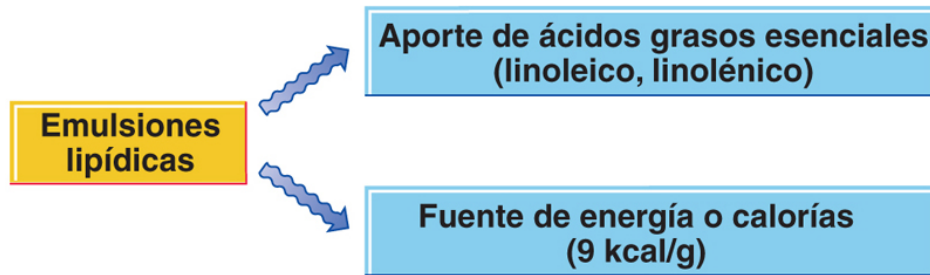 Emulsiones
lipídicas
Aporte de ácidos grasos esenciales
(linoleico, linolénico)
Fuente de energía o calorías
(9 kcal/g)